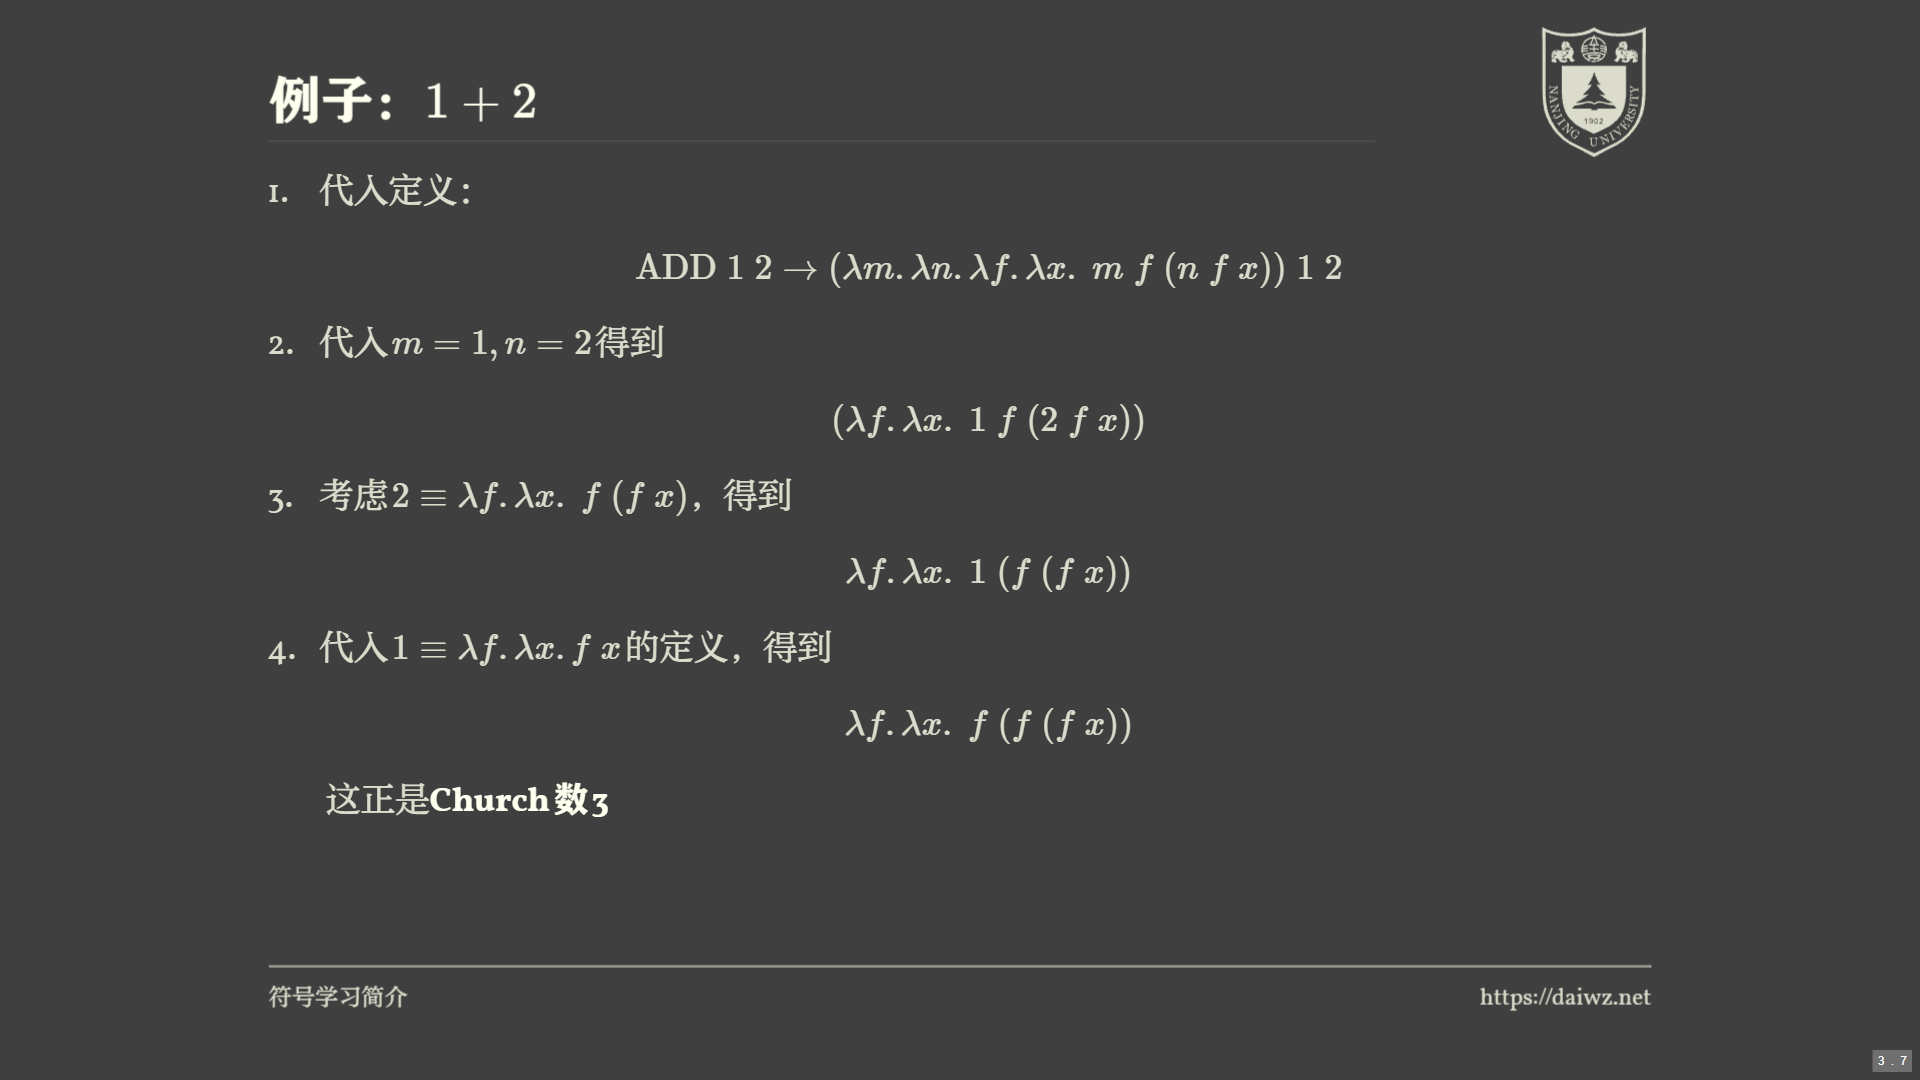 例子：1 + 2
NANJING UNIVERSITY
1902
1. 代入定义：
ADD 1 2 → (λm. λn. λf. λx. m f (n f x)) 1 2
2. 代入m = 1, n = 2得到
(λf. λx. 1 f (2 f x))
3. 考虑2 ≡ λf. λx. f (f x)，得到
λf. λx. 1 (f (f x))
4. 代入1 ≡ λf. λx. f x的定义，得到
λf. λx. f (f (f x))
这正是Church数3
符号学习简介
https://daiwz.net
3 . 7